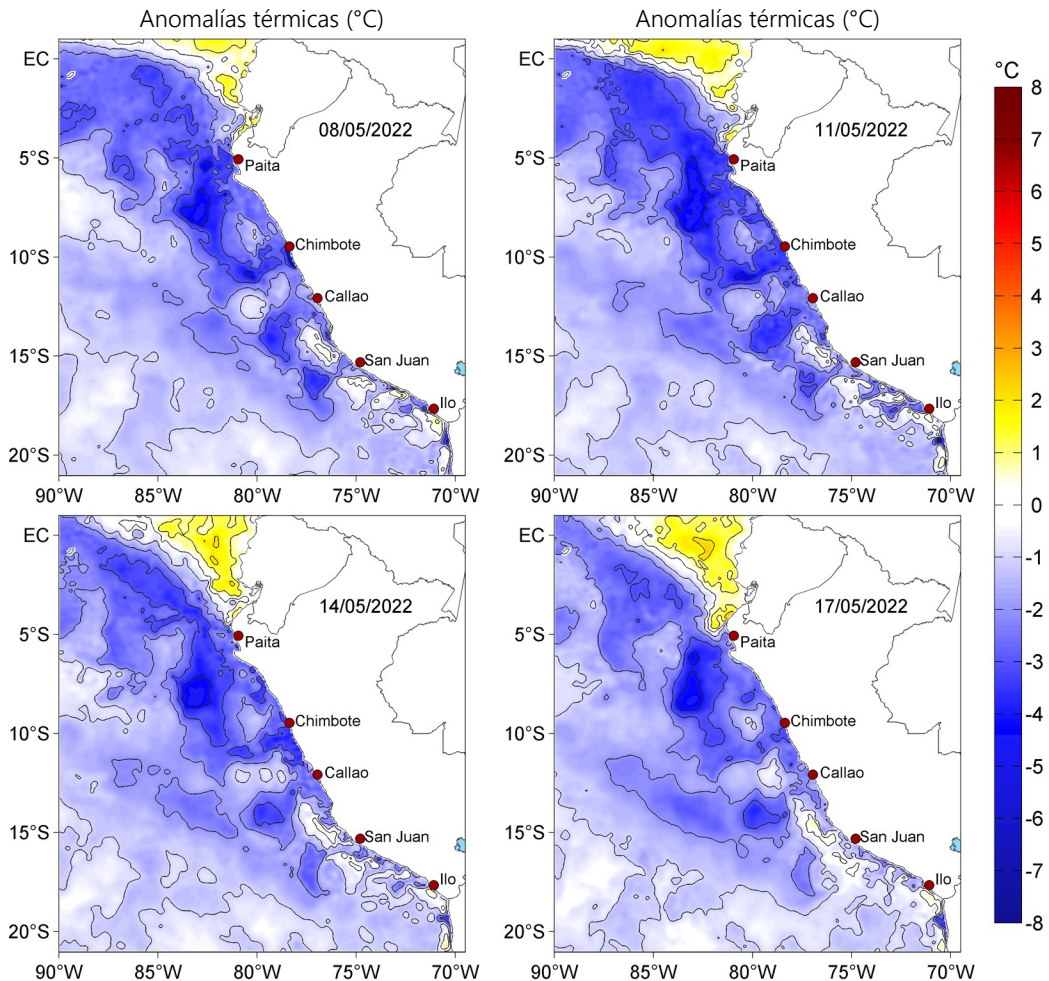 Anomalías térmicas (°C)
Anomalías térmicas (°C)
EC
5°S
10°S
15°S
20°S
90°W
85°W
80°W
75°W
70°W
08/05/2022
Paita
Chimbote
Callao
San Juan
Ilo
EC
5°S
10°S
15°S
20°S
90°W
85°W
80°W
75°W
70°W
11/05/2022
Paita
Chimbote
Callao
San Juan
Ilo
EC
5°S
10°S
15°S
20°S
90°W
85°W
80°W
75°W
70°W
14/05/2022
Paita
Chimbote
Callao
San Juan
Ilo
EC
5°S
10°S
15°S
20°S
90°W
85°W
80°W
75°W
70°W
17/05/2022
Paita
Chimbote
Callao
San Juan
Ilo
°C
8
7
6
5
4
3
2
1
0
-1
-2
-3
-4
-5
-6
-7
-8